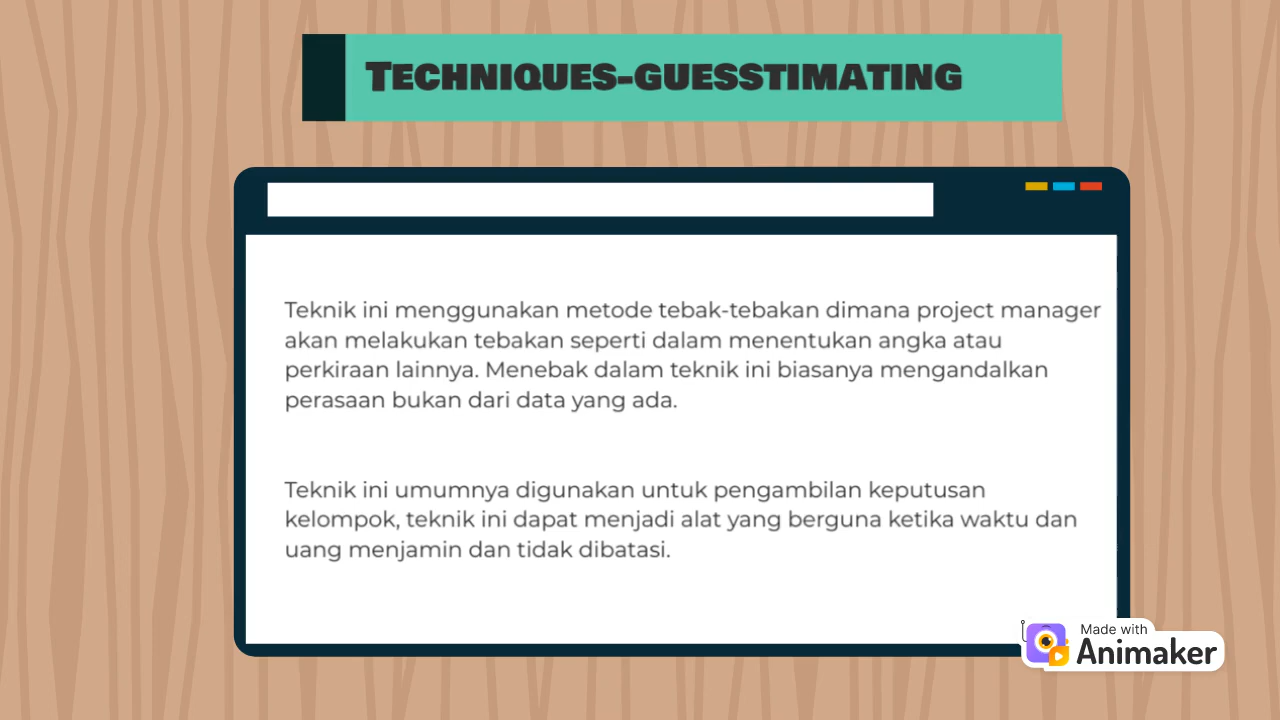 Techniques-guesstimating
Teknik ini menggunakan metode tebak-tebakan dimana project manager
akan melakukan tebakan seperti dalam menentukan angka atau
perkiraan lainnya. Menebak dalam teknik ini biasanya mengandalkan
perasaan bukan dari data yang ada.
Teknik ini umumnya digunakan untuk pengambilan keputusan
kelompok, teknik ini dapat menjadi alat yang berguna ketika waktu dan
uang menjamin dan tidak dibatasi.
Made with
Animaker